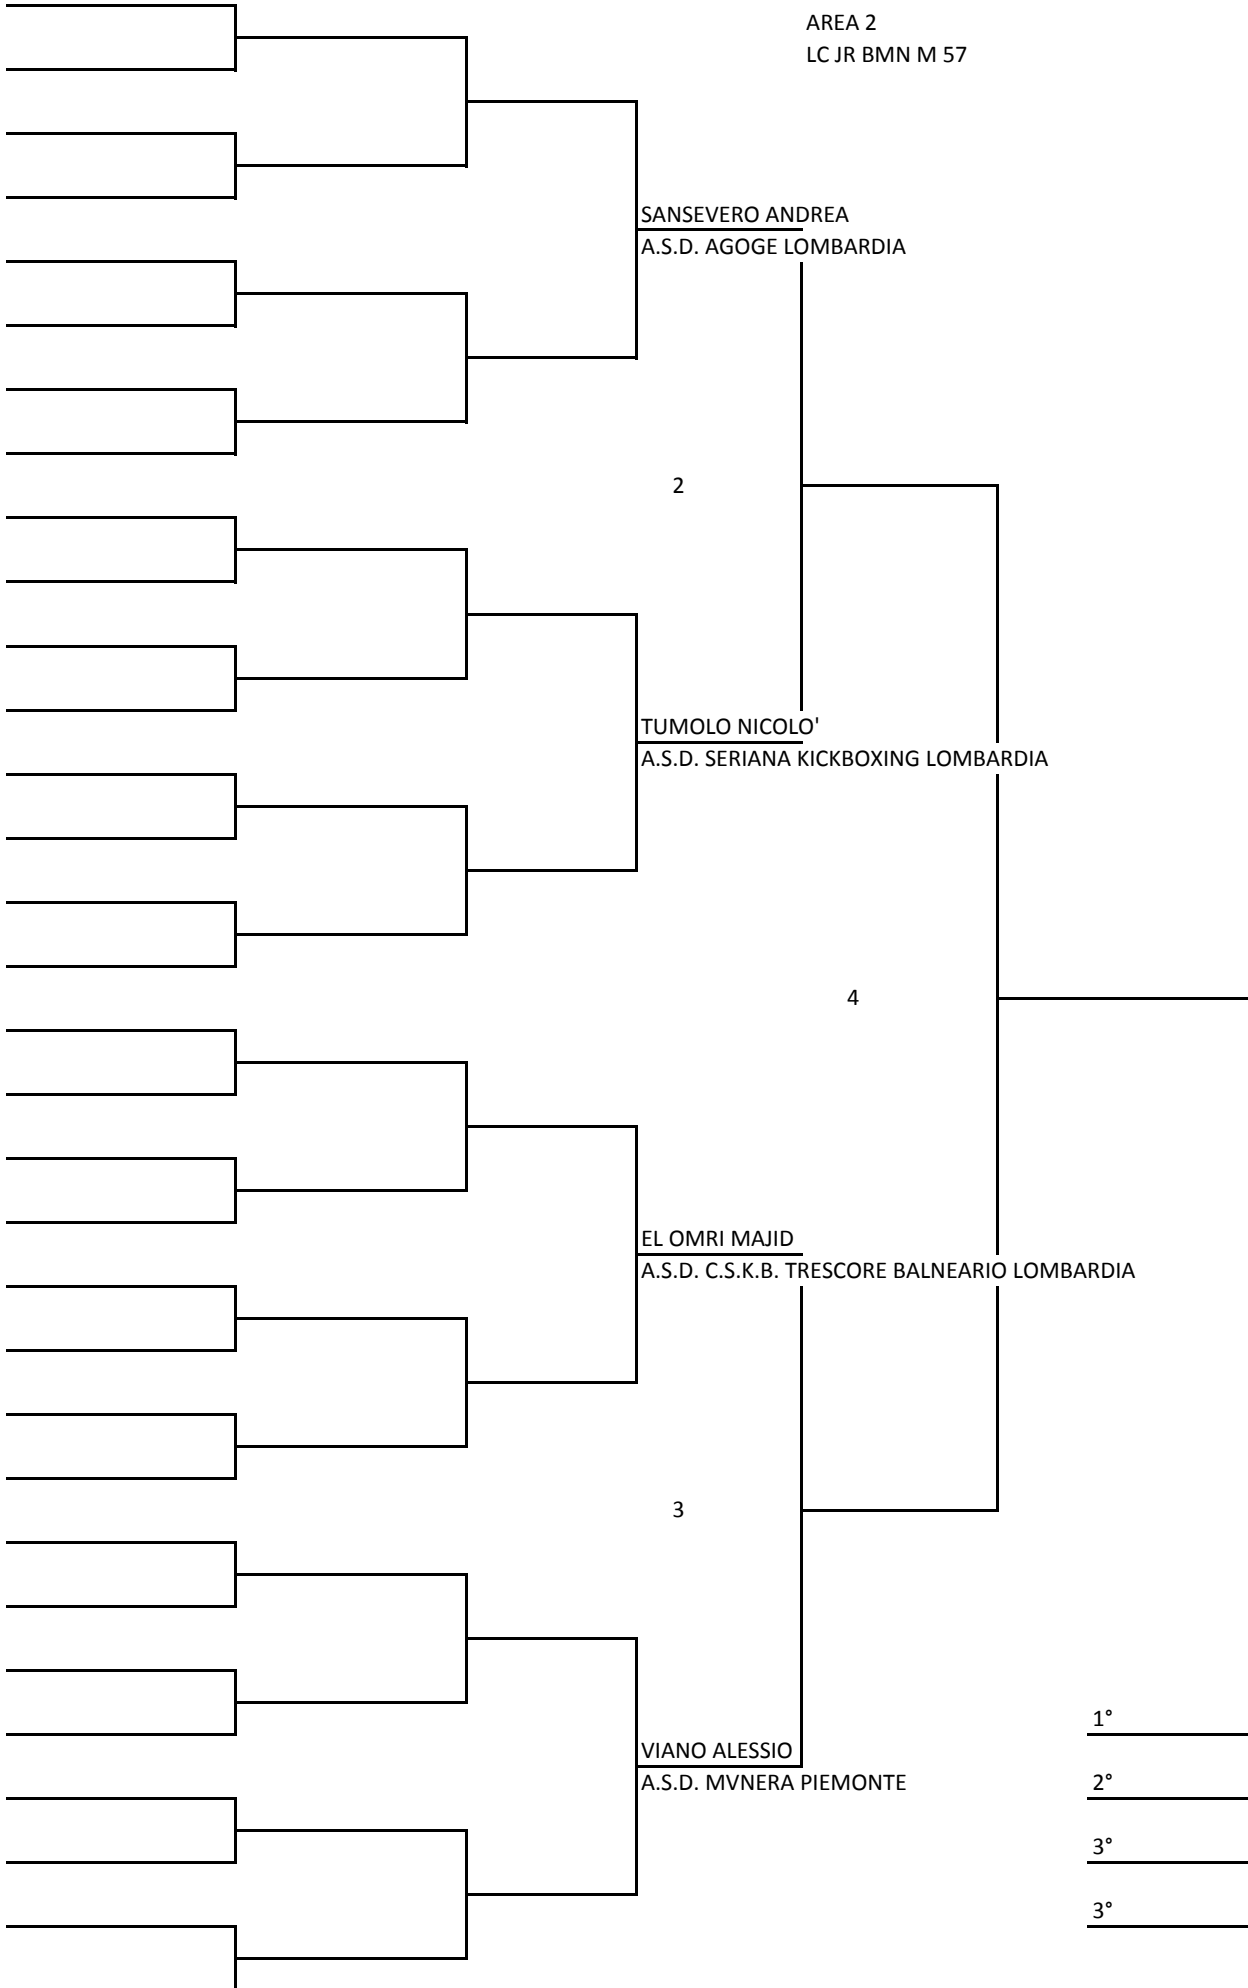 AREA 2
LC JR BMN M 57
SANSEVERO ANDREA
A.S.D. AGOGE LOMBARDIA
2
TUMOLO NICOLO'
A.S.D. SERIANA KICKBOXING LOMBARDIA
4
EL OMRI MAJID
A.S.D. C.S.K.B. TRESCORE BALNEARIO LOMBARDIA
3
VIANO ALESSIO
A.S.D. MVNERA PIEMONTE
1°
2°
3°
3°